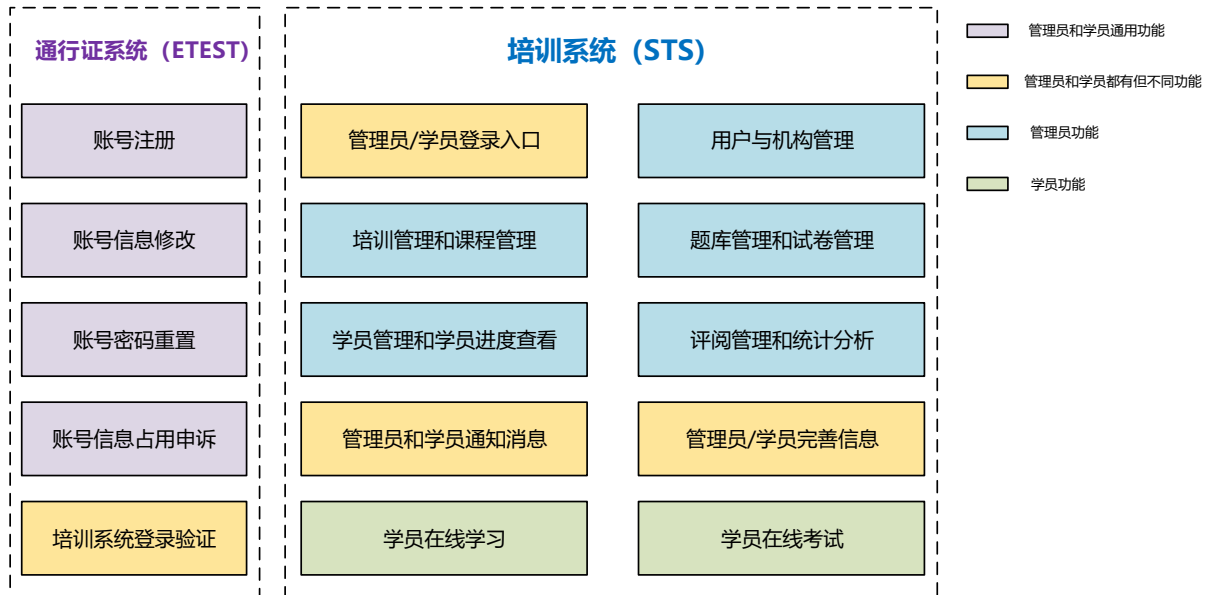 通行证系统（ETEST)
账号注册
账号信息修改
账号密码重置
账号信息占用申诉
培训系统登录验证
培训系统（STS)
管理员/学员登录入口
用户与机构管理
培训管理和课程管理
题库管理和试卷管理
学员管理和学员进度查看
评阅管理和统计分析
管理员和学员通知消息
管理员/学员完善信息
学员在线学习
学员在线考试
管理员和学员通用功能
管理员和学员都有但不同功能
管理员功能
学员功能